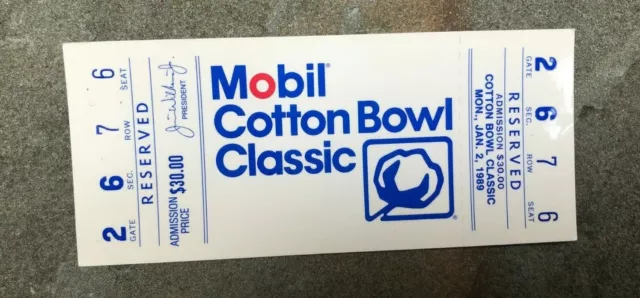 Mobil®
Cotton Bowl
Classic
®
2 6 7 6
GATE SEC. ROW SEAT
RESERVED
ADMISSION $30.00
PRICE
PRESIDENT
2 6 7 6
GATE SEC. ROW SEAT
RESERVED
ADMISSION $30.00
COTTON BOWL CLASSIC
MON., JAN. 2, 1989